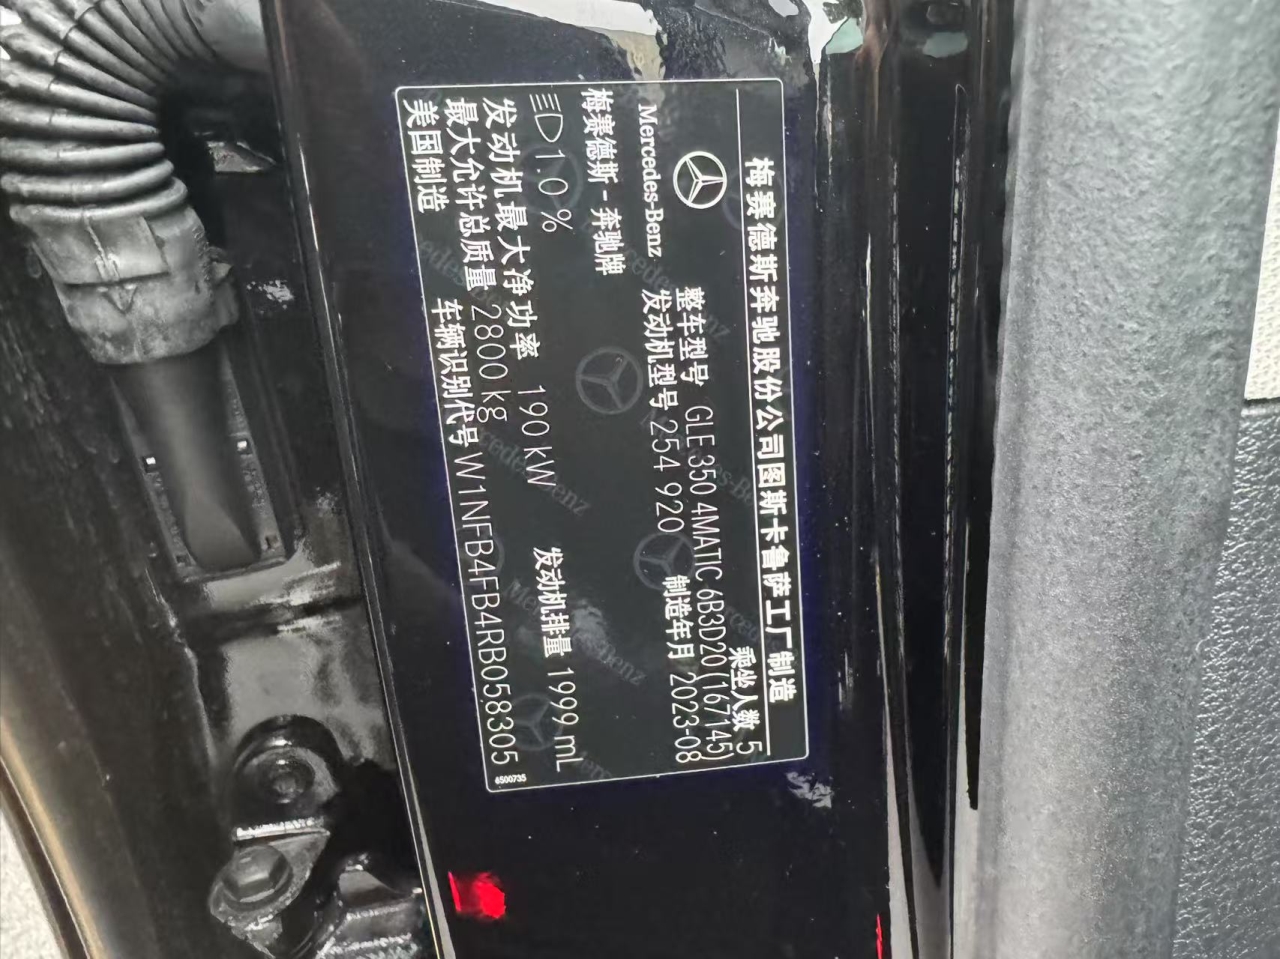 梅赛德斯奔驰股份公司图斯卡鲁萨工厂制造
Mercedes-Benz
整车型号 GLE 350 4MATIC 6B3D20(167145)
乘坐人数 5
发动机型号 254 920
制造年月 2023-08
梅赛德斯-奔驰牌
1.0 %
发动机最大净功率 190 kW
发动机排量 1999 mL
最大允许总质量 2800 kg
车辆识别代号 W1NFB4FB4RB058305
美国制造
6500735